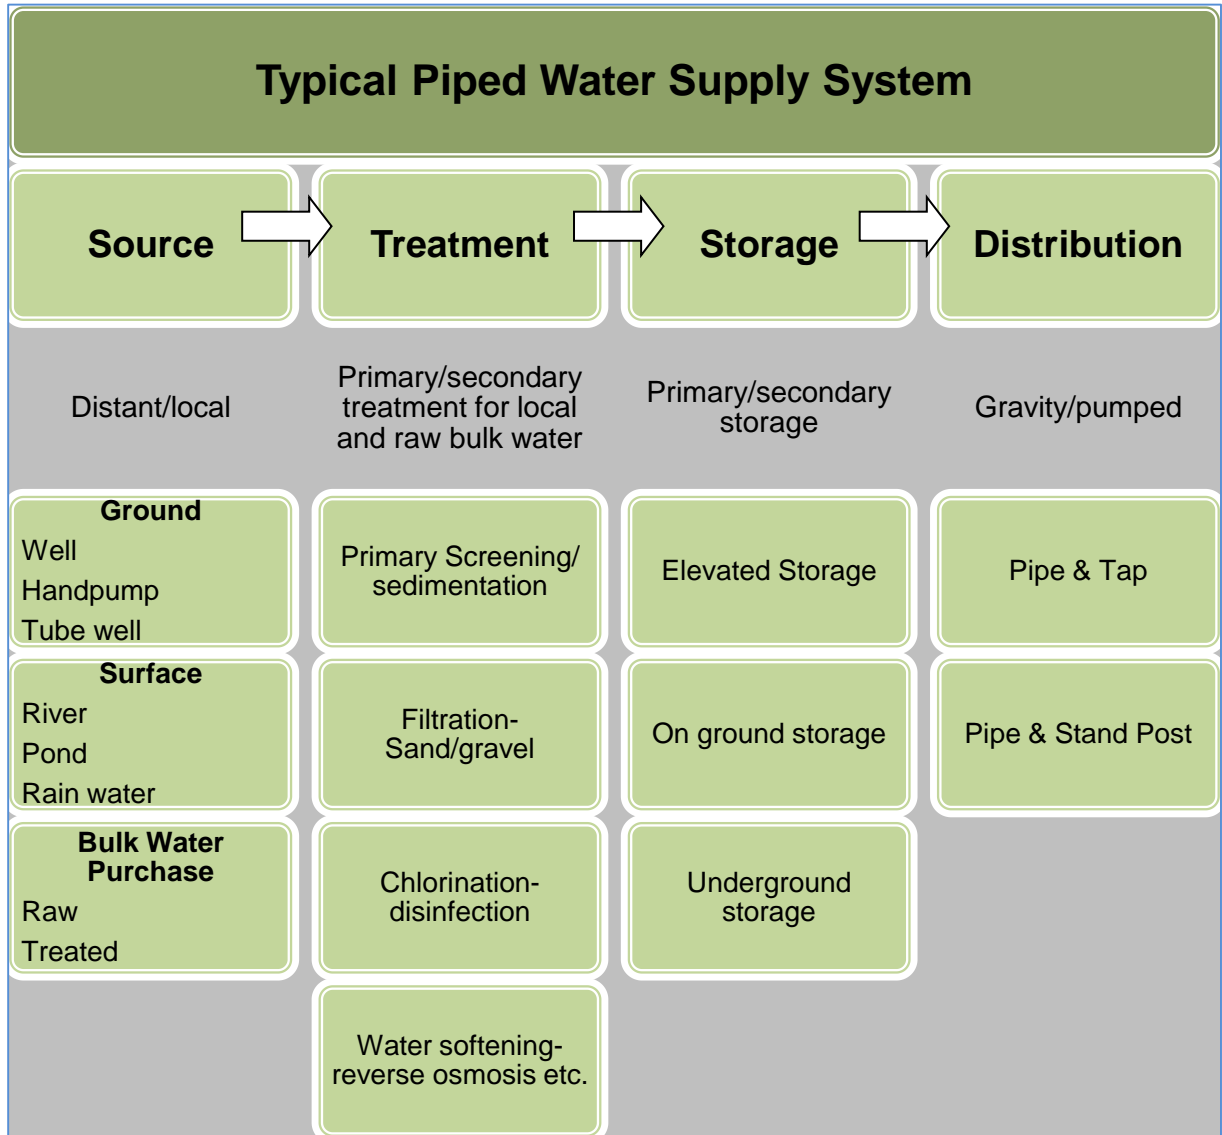 Typical Piped Water Supply System
Source
Treatment
Storage
Distribution
Distant/local
Primary/secondary
treatment for local
and raw bulk water
Primary/secondary
storage
Gravity/pumped
Ground
Well
Handpump
Tube well
Primary Screening/
sedimentation
Elevated Storage
Pipe & Tap
Surface
River
Pond
Rain water
Filtration-
Sand/gravel
On ground storage
Pipe & Stand Post
Bulk Water
Purchase
Raw
Treated
Chlorination-
disinfection
Underground
storage
Water softening-
reverse osmosis etc.